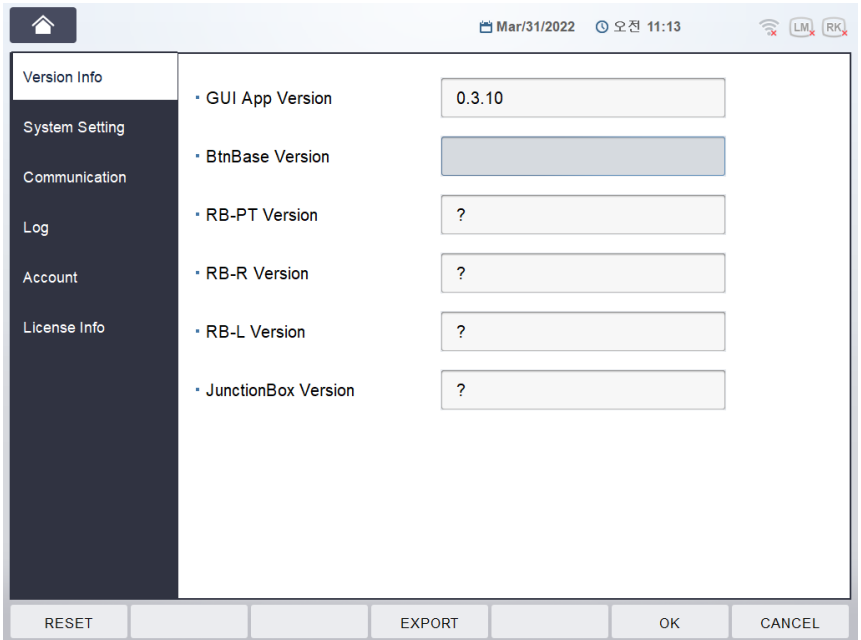 Mar/31/2022 오전 11:13 LM RK
Version Info
System Setting
Communication
Log
Account
License Info
· GUI App Version 0.3.10
· BtnBase Version
· RB-PT Version ?
· RB-R Version ?
· RB-L Version ?
· JunctionBox Version ?
RESET EXPORT OK CANCEL